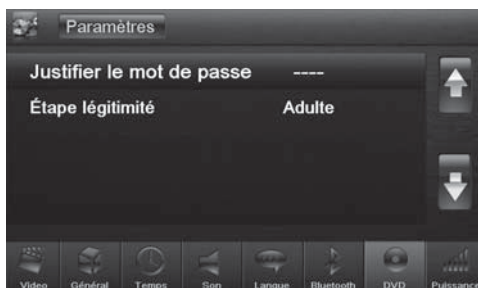 Paramètres
Justifier le mot de passe ----
Étape légitimité Adulte
Video Général Temps Son Langue Bluetooth DVD Puissance